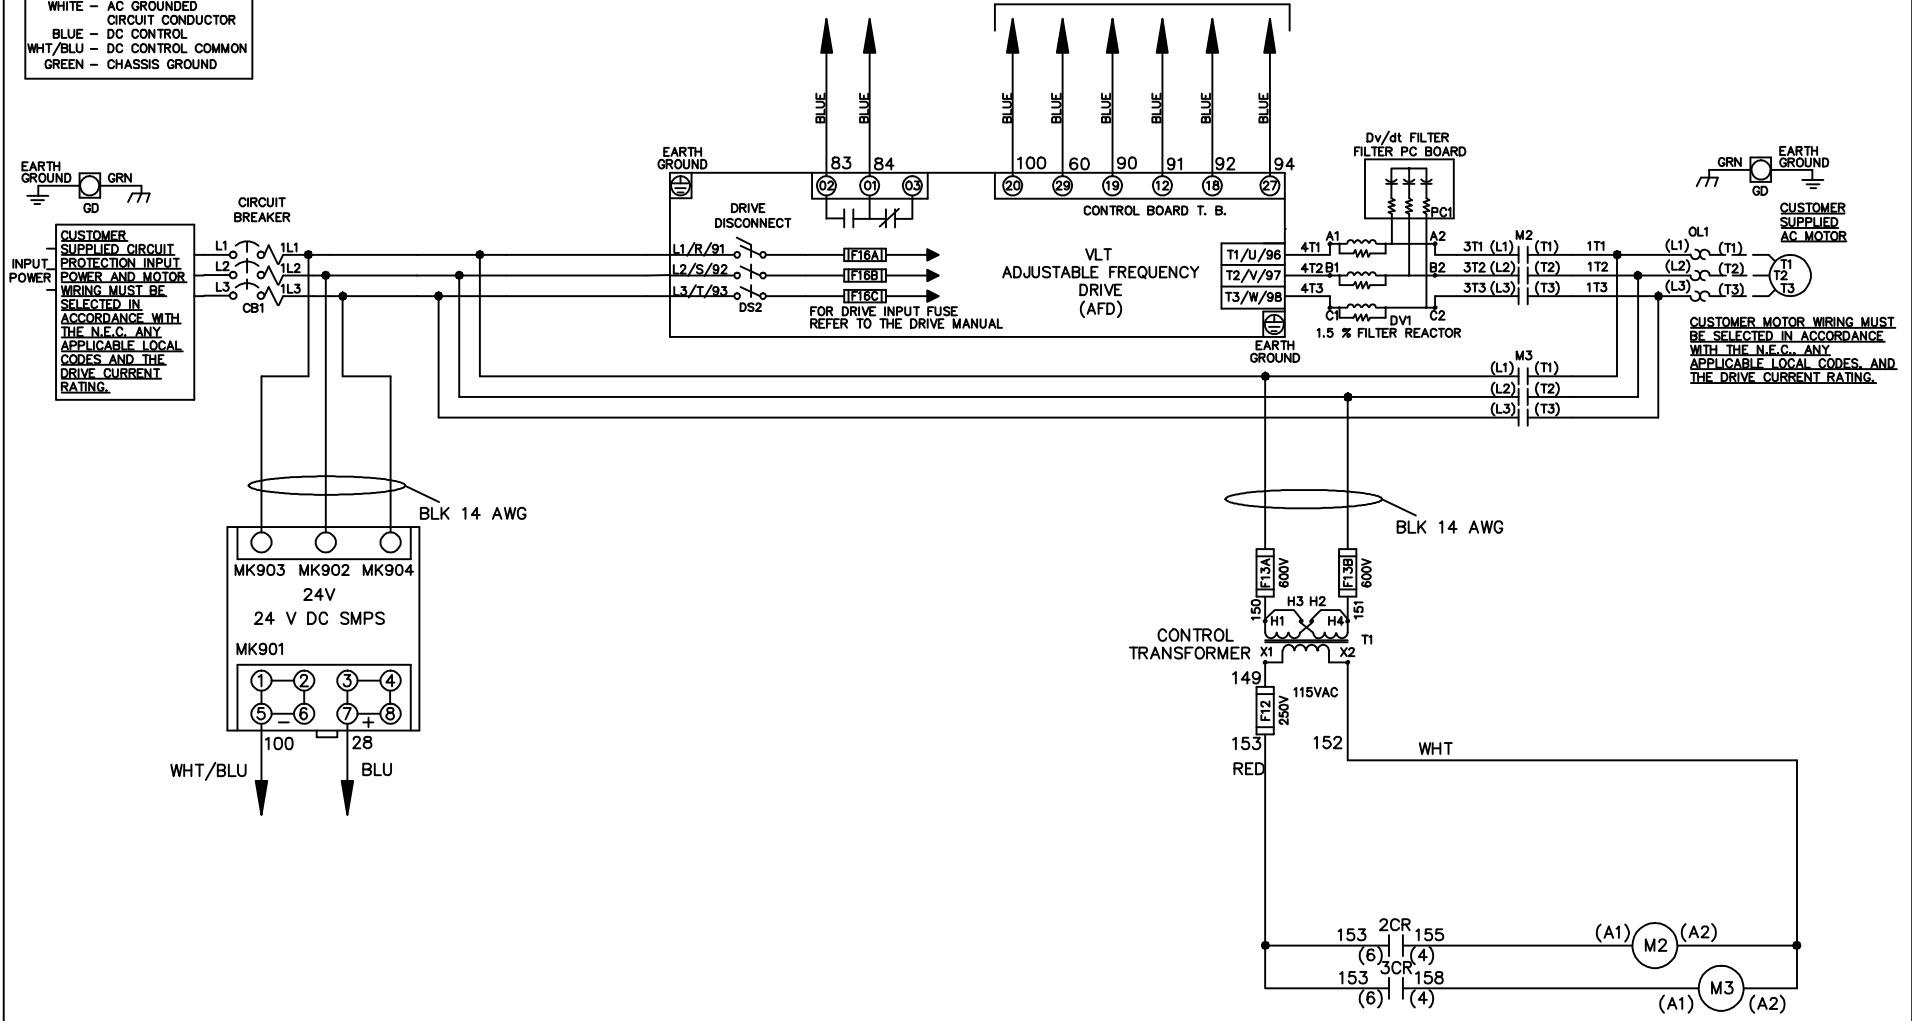 WHITE – AC GROUNDED
CIRCUIT CONDUCTOR
BLUE – DC CONTROL
WHT/BLU – DC CONTROL COMMON
GREEN – CHASSIS GROUND
BLUE
BLUE
BLUE
BLUE
BLUE
BLUE
BLUE
BLUE
EARTH
GROUND
GRN
GD
CIRCUIT
BREAKER
INPUT
POWER
CUSTOMER
SUPPLIED CIRCUIT
PROTECTION INPUT
POWER AND MOTOR
WIRING MUST BE
SELECTED IN
ACCORDANCE WITH
THE N.E.C. ANY
APPLICABLE LOCAL
CODES AND THE
DRIVE CURRENT
RATING.
L1 1L1
L2 1L2
L3 1L3
CB1
EARTH
GROUND
83 84
02 01 03
100 60 90 91 92 94
20 29 19 12 18 27
CONTROL BOARD T. B.
DRIVE
DISCONNECT
L1/R/91
L2/S/92
L3/T/93
DS2
F16A
F16B
F16C
FOR DRIVE INPUT FUSE
REFER TO THE DRIVE MANUAL
VLT
ADJUSTABLE FREQUENCY
DRIVE
(AFD)
T1/U/96
T2/V/97
T3/W/98
EARTH
GROUND
Dv/dt FILTER
FILTER PC BOARD
PC1
4T1 A1 A2
4T2 B1 B2
4T3 C1 C2
DV1
1.5 % FILTER REACTOR
M2
3T1 (L1) (T1) 1T1
3T2 (L2) (T2) 1T2
3T3 (L3) (T3) 1T3
OL1
(L1) (T1)
(L2) (T2)
(L3) (T3)
T1
T2
T3
GRN
EARTH
GROUND
GD
CUSTOMER
SUPPLIED
AC MOTOR
CUSTOMER MOTOR WIRING MUST
BE SELECTED IN ACCORDANCE
WITH THE N.E.C.. ANY
APPLICABLE LOCAL CODES. AND
THE DRIVE CURRENT RATING.
M3
(L1) (T1)
(L2) (T2)
(L3) (T3)
BLK 14 AWG
MK903 MK902 MK904
24V
24 V DC SMPS
MK901
1 2 3 4
5 6 7 8
– +
100 28
WHT/BLU BLU
BLK 14 AWG
F13A
600V
F13B
600V
150
151
H3 H2
H1 H4
T1
CONTROL
TRANSFORMER
X1 X2
149
115VAC
F12
250V
153 152
RED
WHT
2CR
153 155
(6) (4)
(A1) M2 (A2)
3CR
153 158
(6) (4)
(A1) M3 (A2)